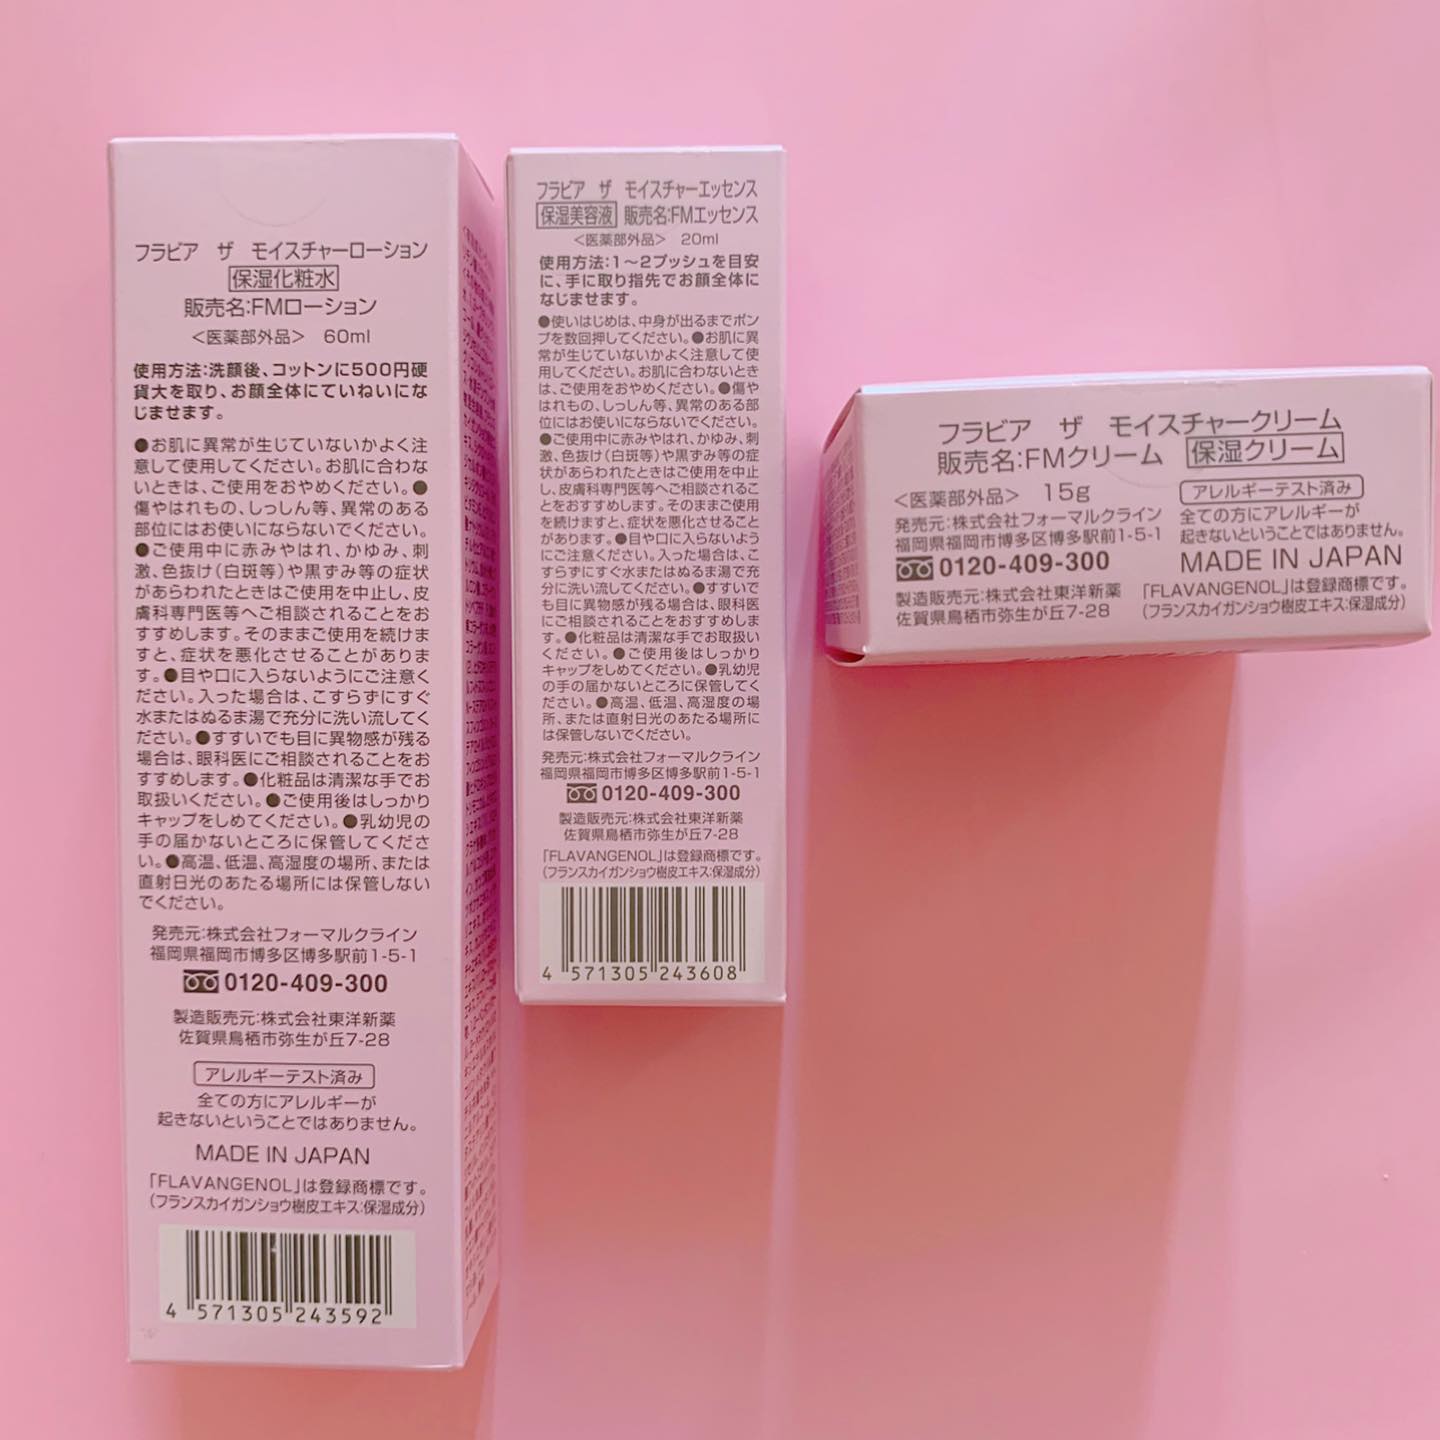 フラビア ザ モイスチャーローション
保湿化粧水
販売名:FMローション
<医薬部外品> 60ml
使用方法:洗顔後、コットンに500円硬
貨大を取り、お顔全体にていねいにな
じませます。
●お肌に異常が生じていないかよく注
意して使用してください。お肌に合わな
いときは、ご使用をおやめください。●
傷やはれもの、しっしん等、異常のある
部位にはお使いにならないでください。
●ご使用中に赤みやはれ、かゆみ、刺
激、色抜け(白斑等)や黒ずみ等の症状
があらわれたときはご使用を中止し、皮
膚科専門医等へご相談されることをお
すすめします。そのままご使用を続けま
すと、症状を悪化させることがありま
す。●目や口に入らないようにご注意く
ださい。入った場合は、こすらずにすぐ
水またはぬるま湯で充分に洗い流してく
ださい。●すすいでも目に異物感が残る
場合は、眼科医にご相談されることをお
すすめします。●化粧品は清潔な手でお
取扱いください。●ご使用後はしっかり
キャップをしめてください。●乳幼児の
手の届かないところに保管してくださ
い。●高温、低温、高湿度の場所、または
直射日光のあたる場所には保管しない
でください。
発売元:株式会社フォーマルクライン
福岡県福岡市博多区博多駅前1-5-1
0120-409-300
製造販売元:株式会社東洋新薬
佐賀県鳥栖市弥生が丘7-28
アレルギーテスト済み
全ての方にアレルギーが
起きないということではありません。
MADE IN JAPAN
「FLAVANGENOL」は登録商標です。
(フランスカイガンショウ樹皮エキス:保湿成分)
4 571305 243592
フラビア ザ モイスチャーエッセンス
保湿美容液 販売名:FMエッセンス
<医薬部外品> 20ml
使用方法:1〜2プッシュを目安
に、手に取り指先でお顔全体に
なじませます。
●使いはじめは、中身が出るまでポン
プを数回押してください。●お肌に異
常が生じていないかよく注意して使
用してください。お肌に合わないとき
は、ご使用をおやめください。●傷や
はれもの、しっしん等、異常のある部
位にはお使いにならないでください。
●ご使用中に赤みやはれ、かゆみ、刺
激、色抜け(白斑等)や黒ずみ等の症
状があらわれたときはご使用を中止
し、皮膚科専門医等へご相談されるこ
とをおすすめします。そのままご使用
を続けますと、症状を悪化させること
があります。●目や口に入らないよう
にご注意ください。入った場合は、こ
すらずにすぐ水またはぬるま湯で充
分に洗い流してください。●すすいで
も目に異物感が残る場合は、眼科医
にご相談されることをおすすめしま
す。●化粧品は清潔な手でお取扱い
ください。●ご使用後はしっかり
キャップをしめてください。●乳幼児
の手の届かないところに保管してく
ださい。●高温、低温、高湿度の場
所、または直射日光のあたる場所に
は保管しないでください。
発売元:株式会社フォーマルクライン
福岡県福岡市博多区博多駅前1-5-1
0120-409-300
製造販売元:株式会社東洋新薬
佐賀県鳥栖市弥生が丘7-28
「FLAVANGENOL」は登録商標です。
(フランスカイガンショウ樹皮エキス:保湿成分)
4 571305 243608
フラビア ザ モイスチャークリーム
販売名:FMクリーム 保湿クリーム
<医薬部外品> 15g
発売元:株式会社フォーマルクライン
福岡県福岡市博多区博多駅前1-5-1
0120-409-300
製造販売元:株式会社東洋新薬
佐賀県鳥栖市弥生が丘7-28
アレルギーテスト済み
全ての方にアレルギーが
起きないということではありません。
MADE IN JAPAN
「FLAVANGENOL」は登録商標です。
(フランスカイガンショウ樹皮エキス:保湿成分)